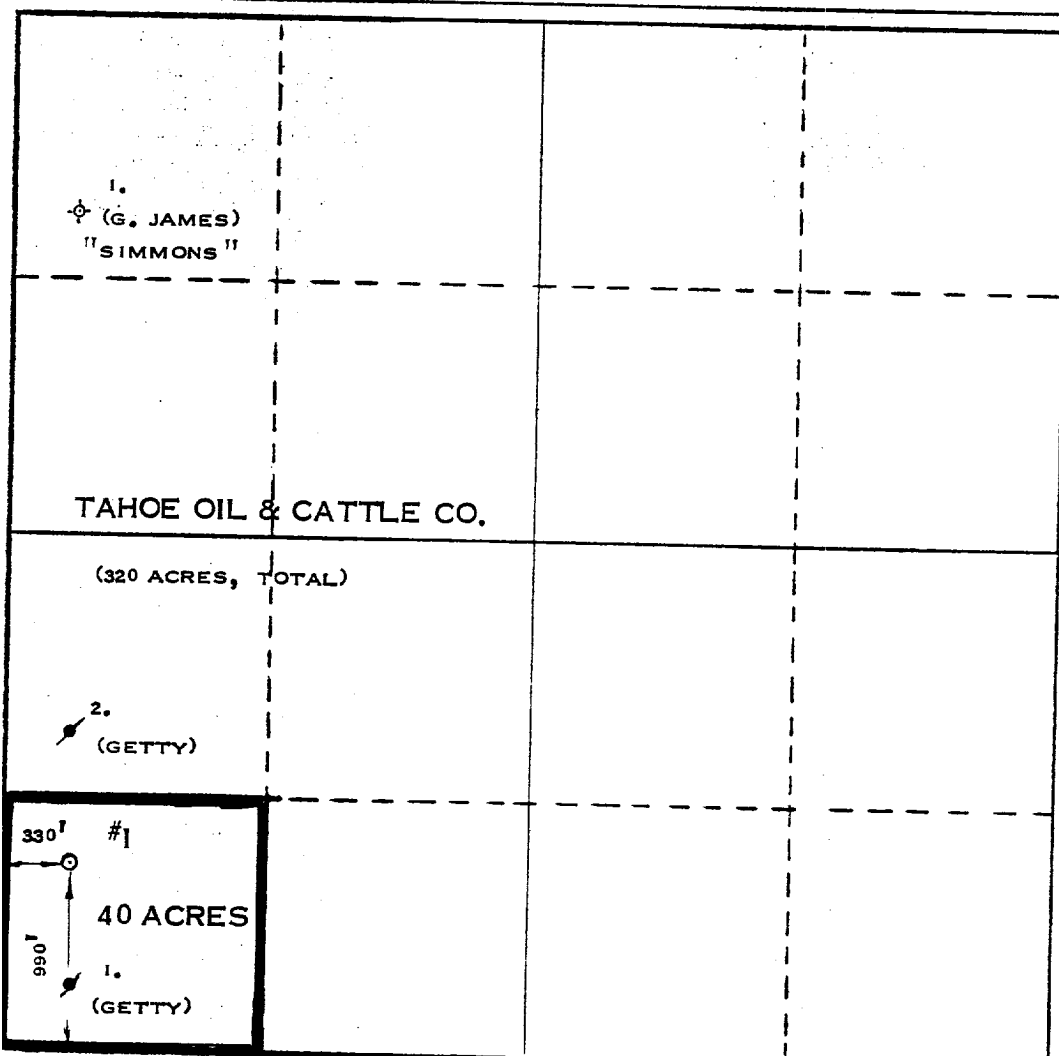 1.
(G. JAMES)
"SIMMONS"
TAHOE OIL & CATTLE CO.
(320 ACRES, TOTAL)
2.
(GETTY)
330' #1
40 ACRES
990'
1.
(GETTY)